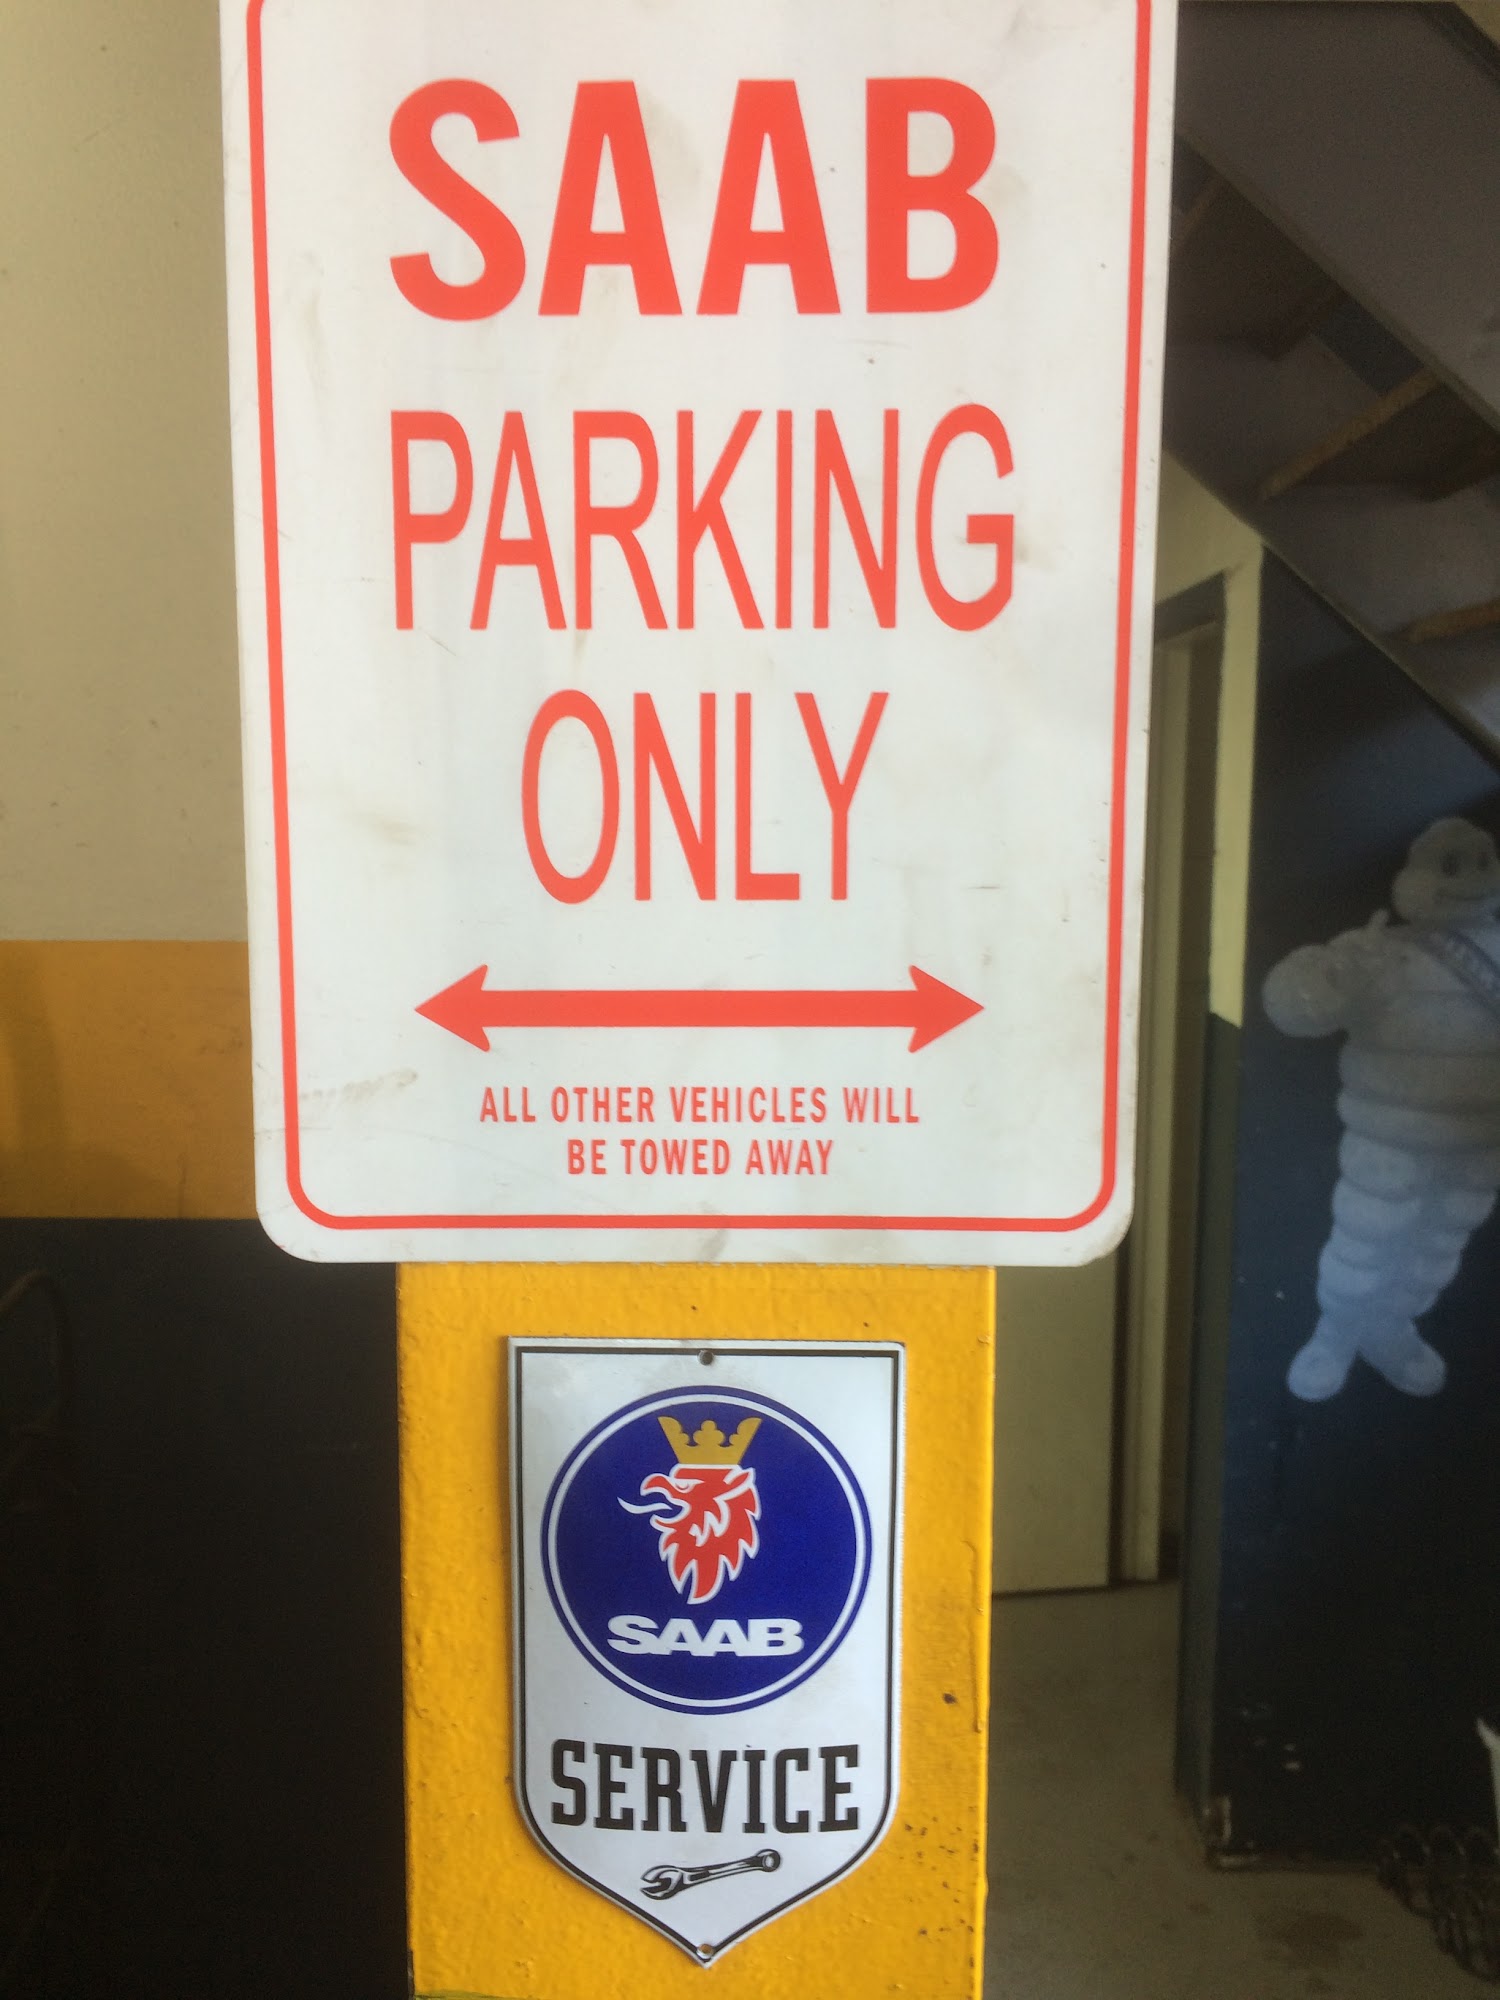 SAAB
PARKING
ONLY
ALL OTHER VEHICLES WILL
BE TOWED AWAY
SAAB
SERVICE